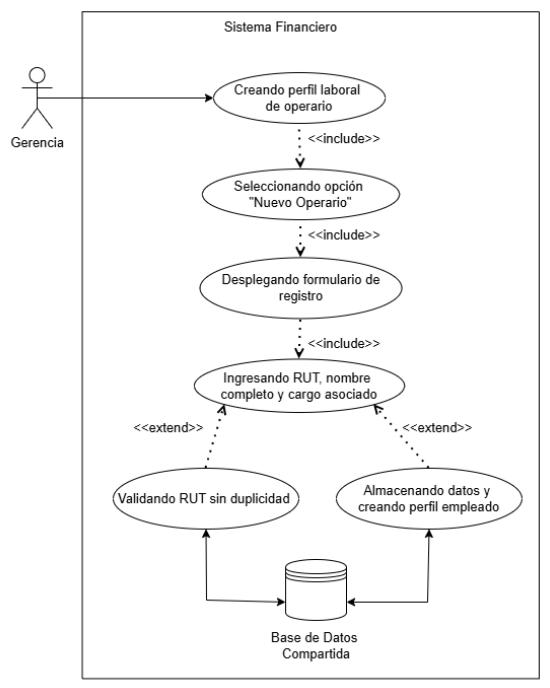 Sistema Financiero
Gerencia
Creando perfil laboral
de operario
<<include>>
Seleccionando opción
"Nuevo Operario"
<<include>>
Desplegando formulario de
registro
<<include>>
Ingresando RUT, nombre
completo y cargo asociado
<<extend>>
<<extend>>
Validando RUT sin duplicidad
Almacenando datos y
creando perfil empleado
Base de Datos
Compartida